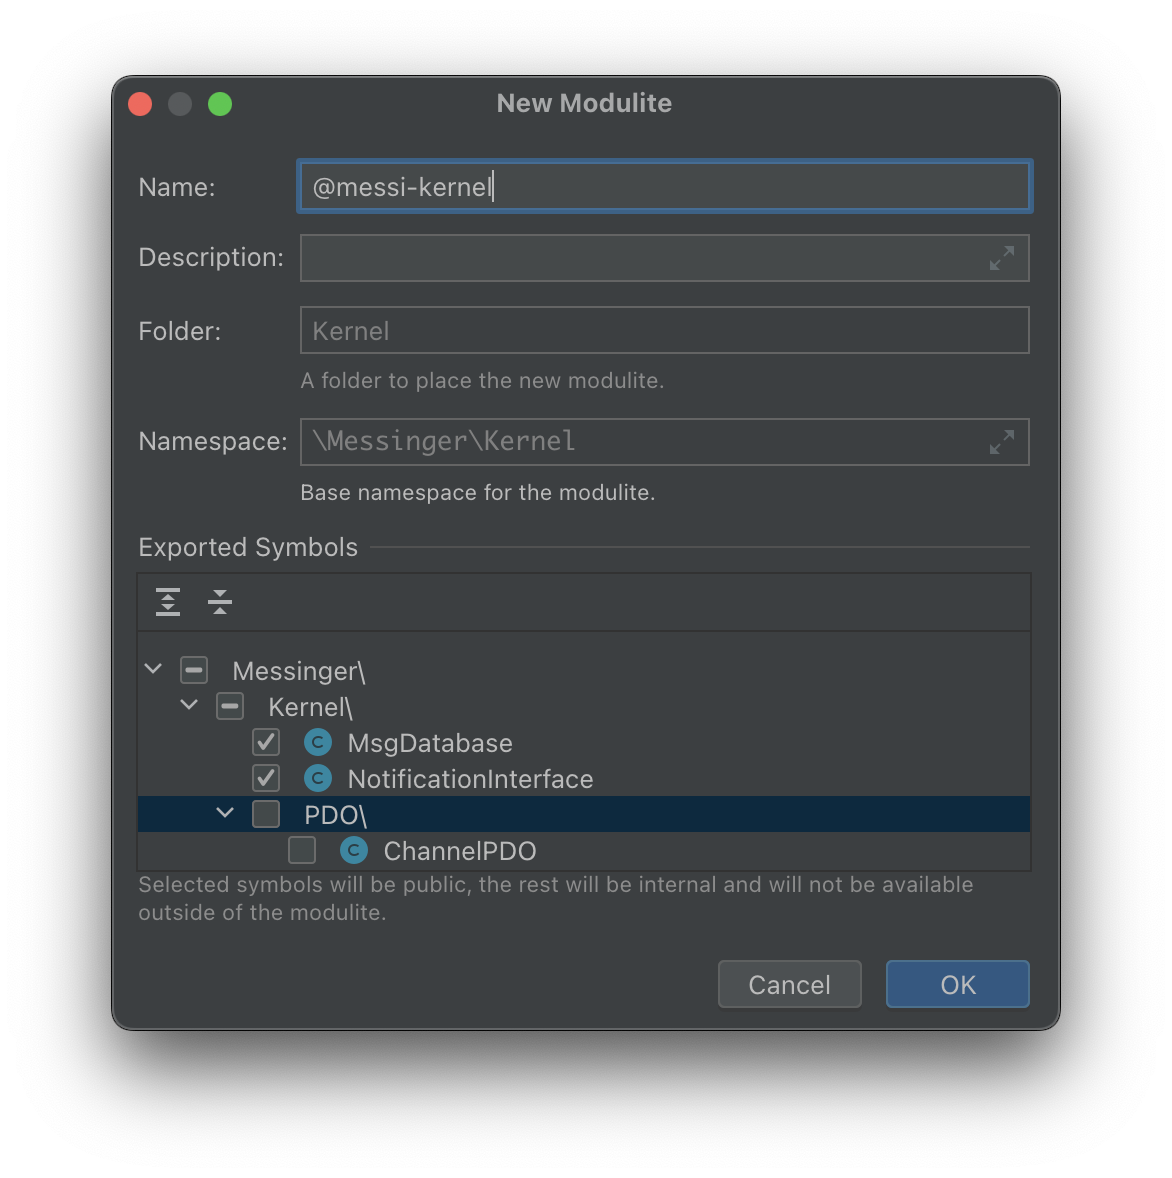 New Modulite
Name: @messi-kernel
Description:
Folder: Kernel
A folder to place the new modulite.
Namespace: \Messinger\Kernel
Base namespace for the modulite.
Exported Symbols
Messinger\
Kernel\
C MsgDatabase
C NotificationInterface
PDO\
C ChannelPDO
Selected symbols will be public, the rest will be internal and will not be available
outside of the modulite.
Cancel OK